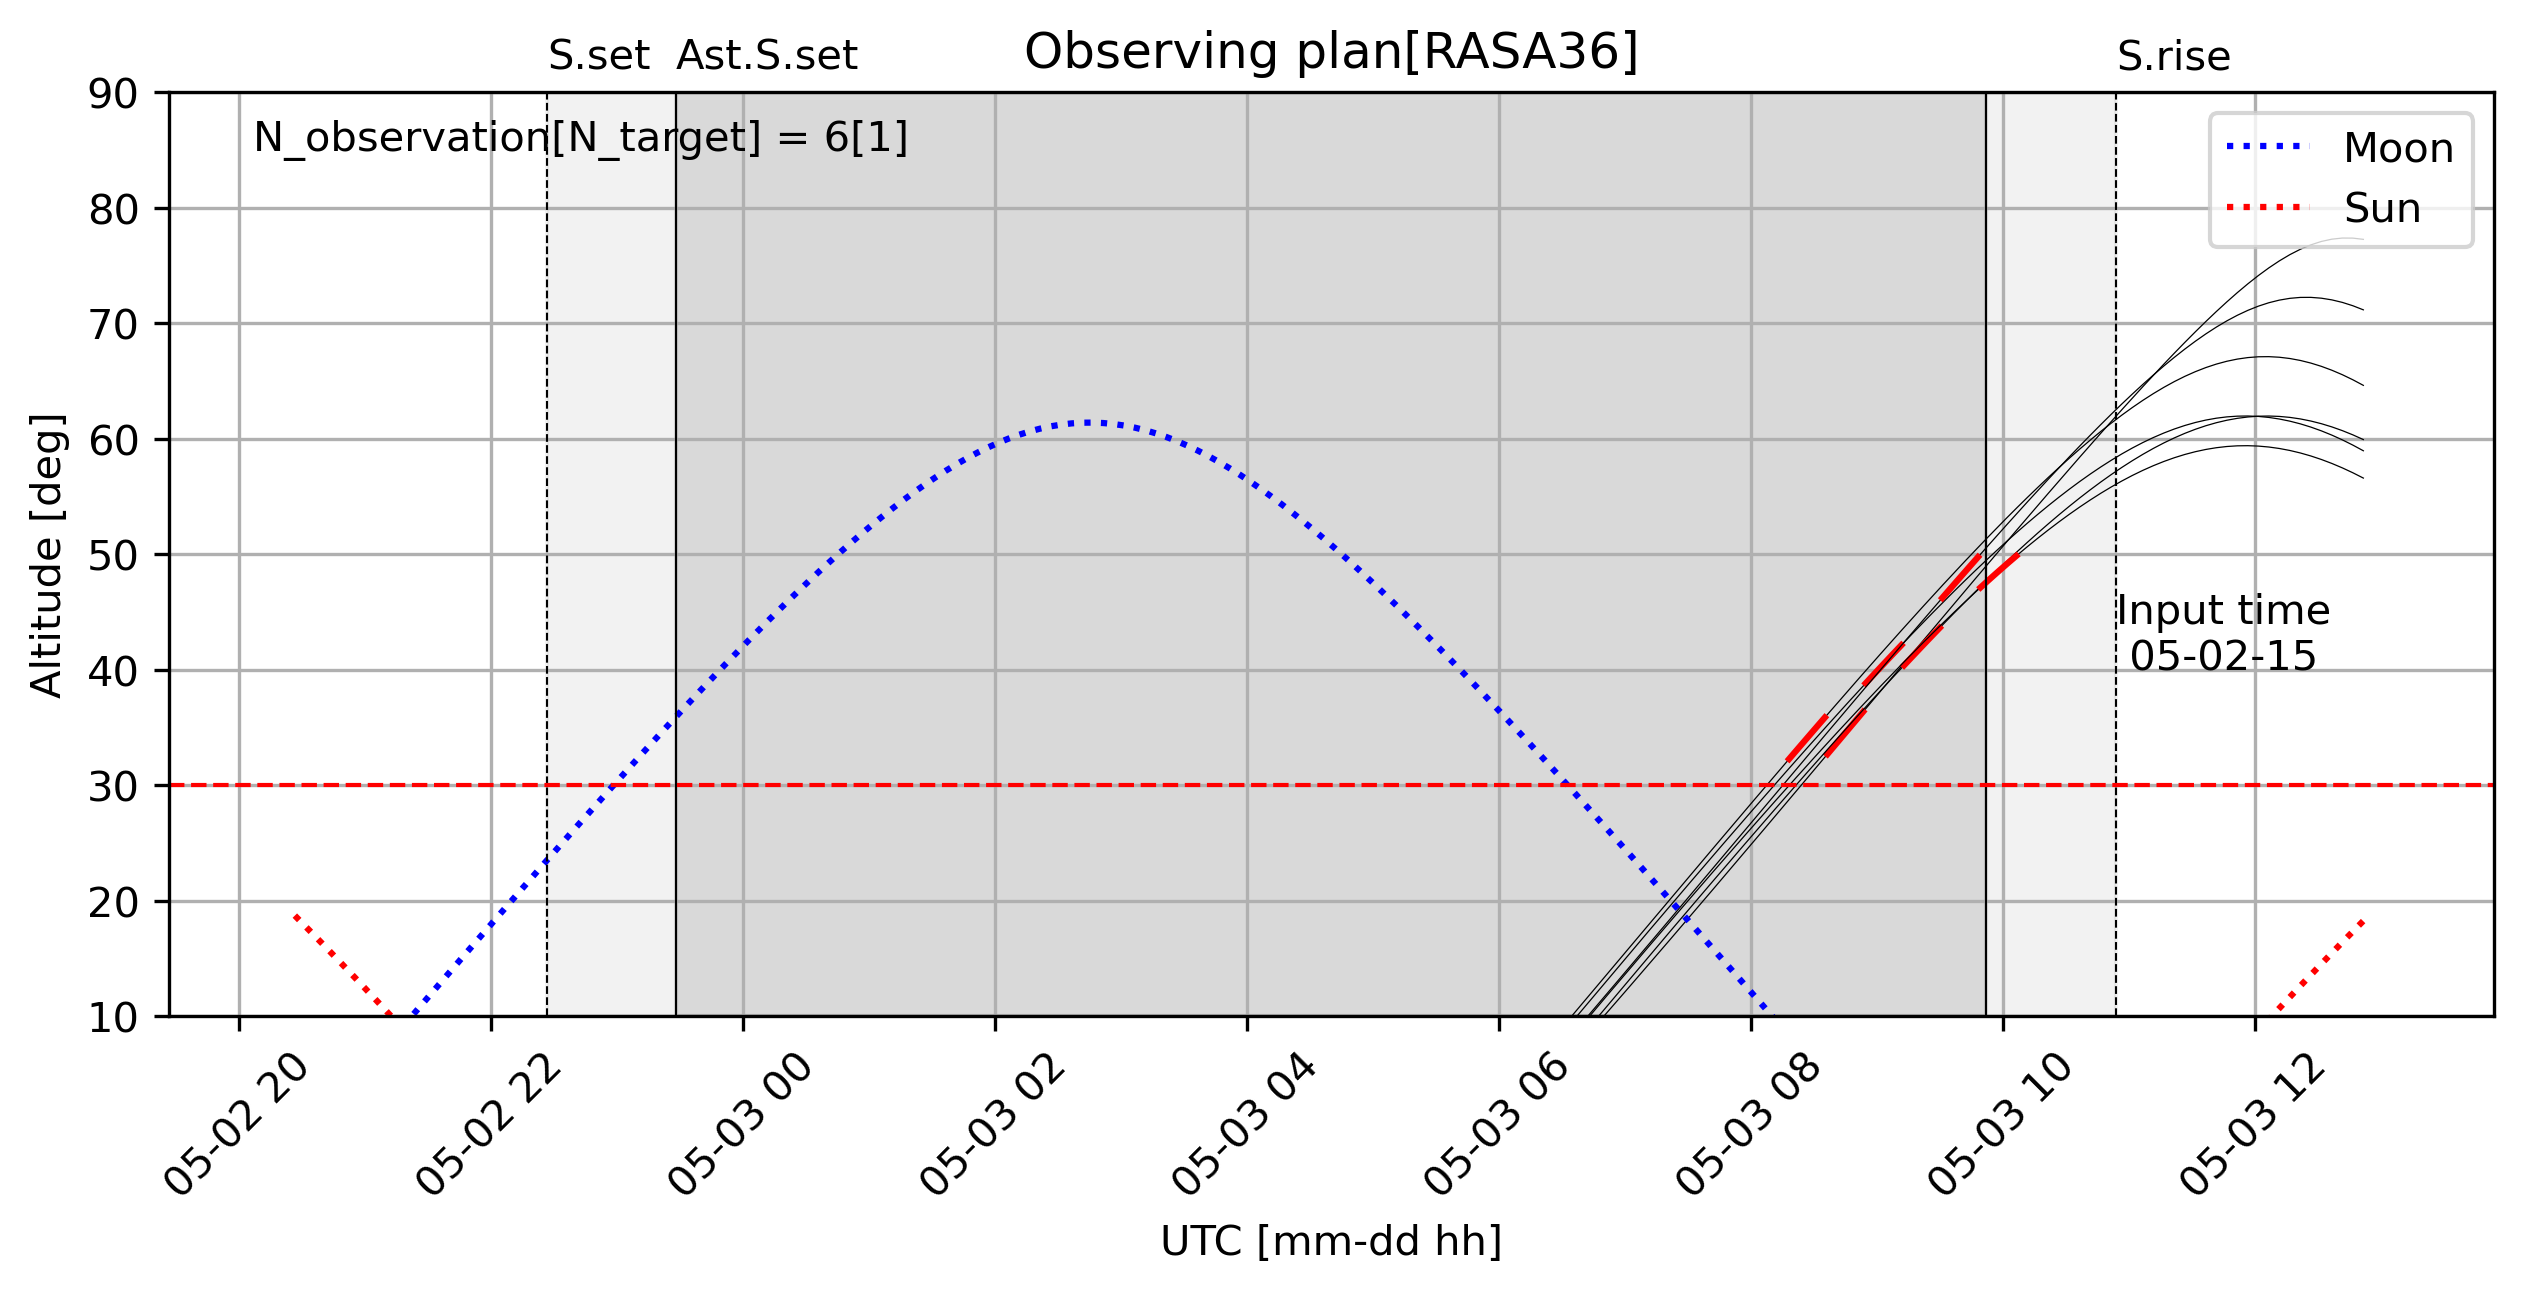 S.set Ast.S.set Observing plan[RASA36] S.rise
N_observation[N_target] = 6[1]
Moon
Sun
90
80
70
60
50
40
30
20
10
Altitude [deg]
Input time
05-02-15
05-02 20
05-02 22
05-03 00
05-03 02
05-03 04
05-03 06
05-03 08
05-03 10
05-03 12
UTC [mm-dd hh]